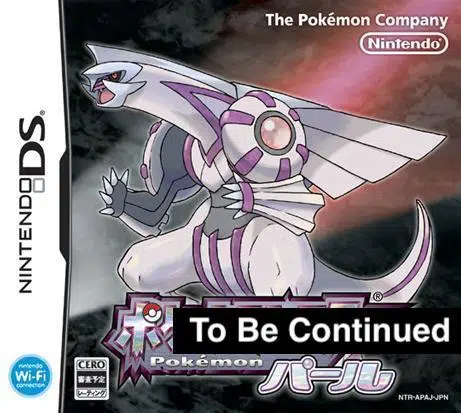 The Pokémon Company
Nintendo
NINTENDO DS
®
To Be Continued
Pokémon
パール
nintendo
Wi-Fi
connection
CERO
審査予定
レーティング
NTR-APAJ-JPN